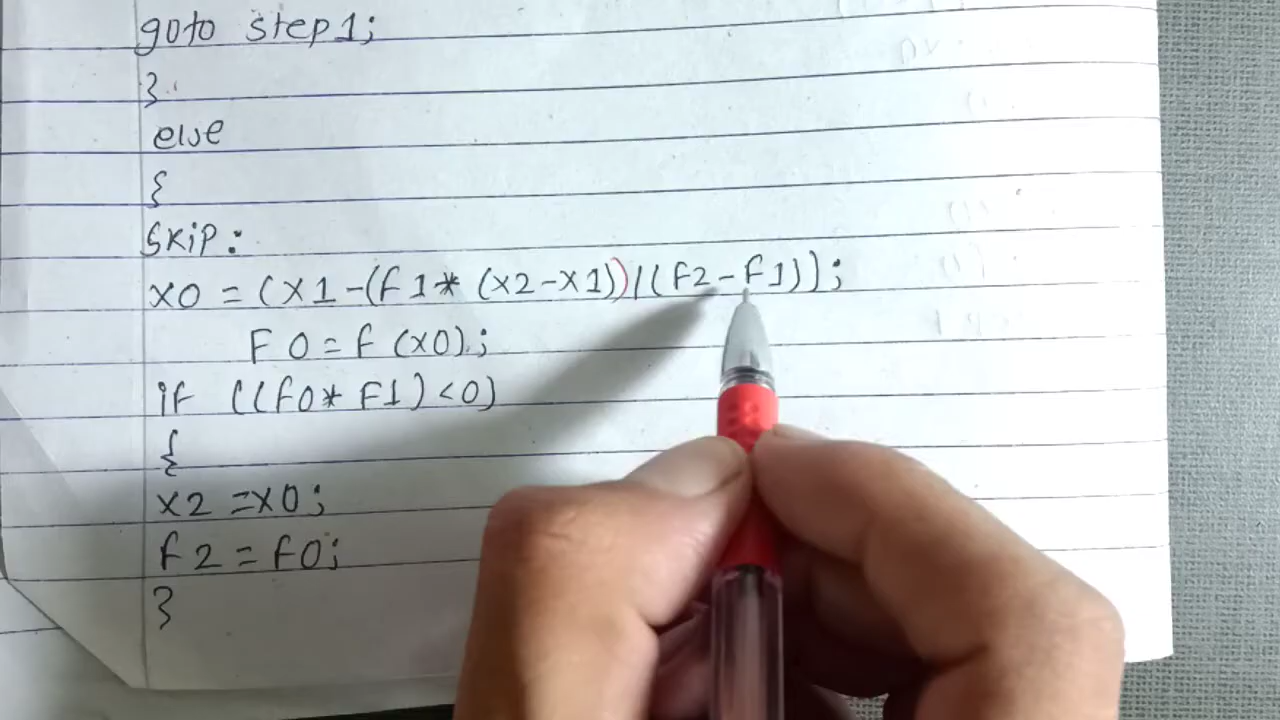 goto step1;
}
else
{
Skip:
x0 = (x1-(f1* (x2-x1))/(f2-f1));
F0=f(x0);
if ((f0* F1)<0)
{
x2=x0;
f2=f0;
}